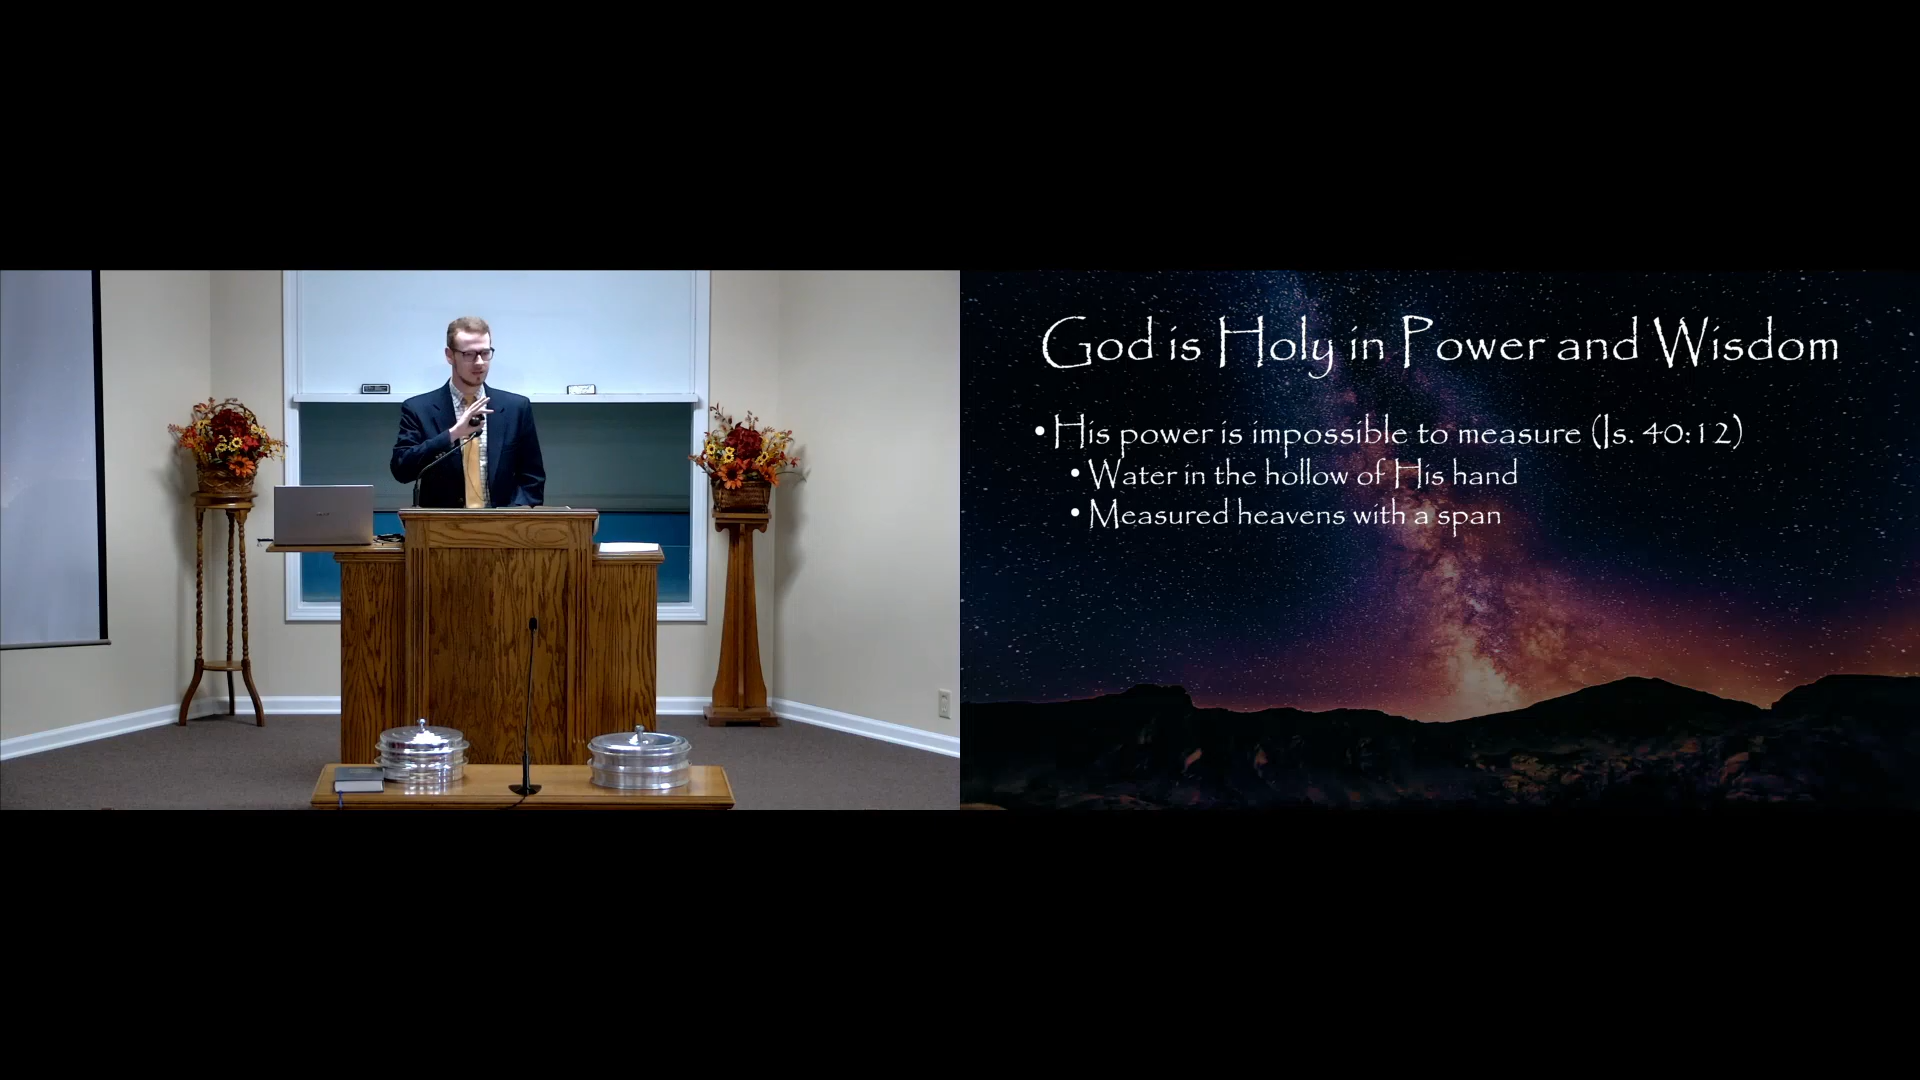 God is Holy in Power and Wisdom
• His power is impossible to measure (Is. 40:12)
• Water in the hollow of His hand
• Measured heavens with a span